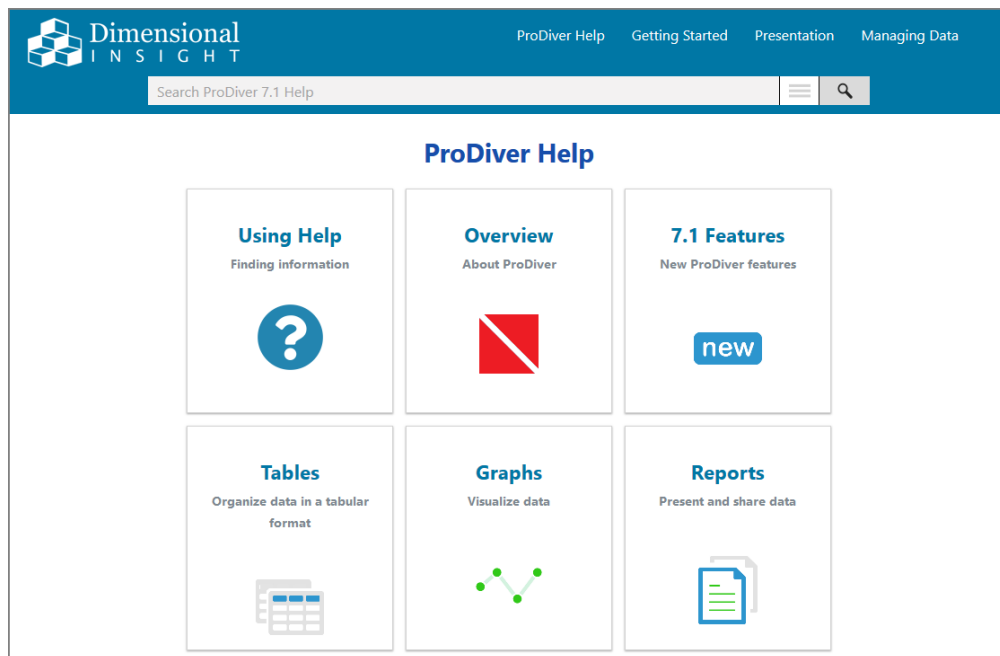 Dimensional
INSIGHT
ProDiver Help Getting Started Presentation Managing Data
Search ProDiver 7.1 Help
ProDiver Help
Using Help
Finding information
Overview
About ProDiver
7.1 Features
New ProDiver features
new
Tables
Organize data in a tabular
format
Graphs
Visualize data
Reports
Present and share data